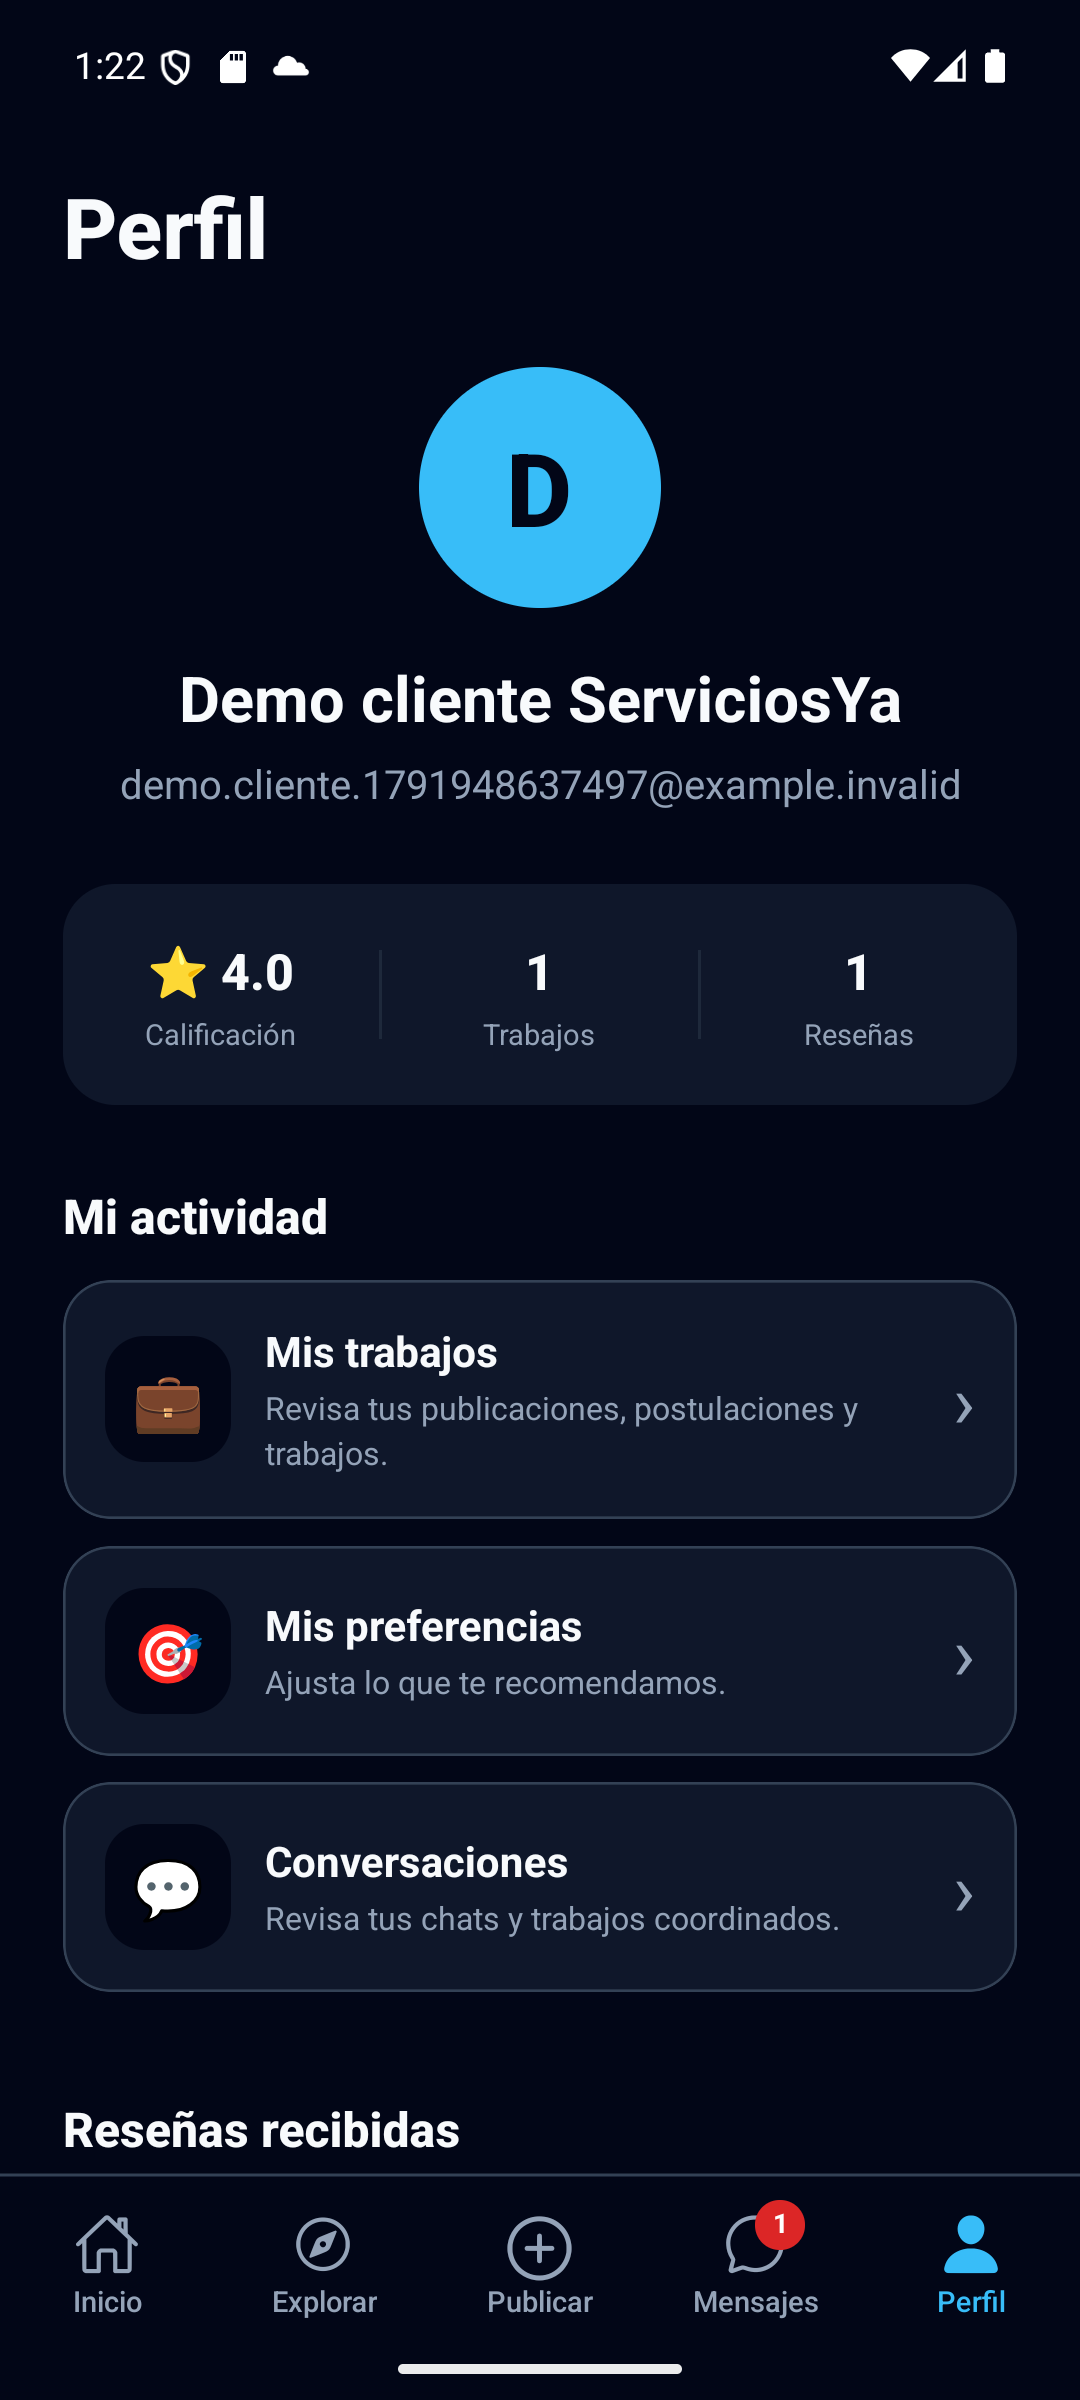 1:22
Perfil
D
Demo cliente ServiciosYa
demo.cliente.1791948637497@example.invalid
⭐ 4.0
Calificación
1
Trabajos
1
Reseñas
Mi actividad
Mis trabajos
Revisa tus publicaciones, postulaciones y
trabajos.
Mis preferencias
Ajusta lo que te recomendamos.
Conversaciones
Revisa tus chats y trabajos coordinados.
Reseñas recibidas
Inicio
Explorar
Publicar
1
Mensajes
Perfil